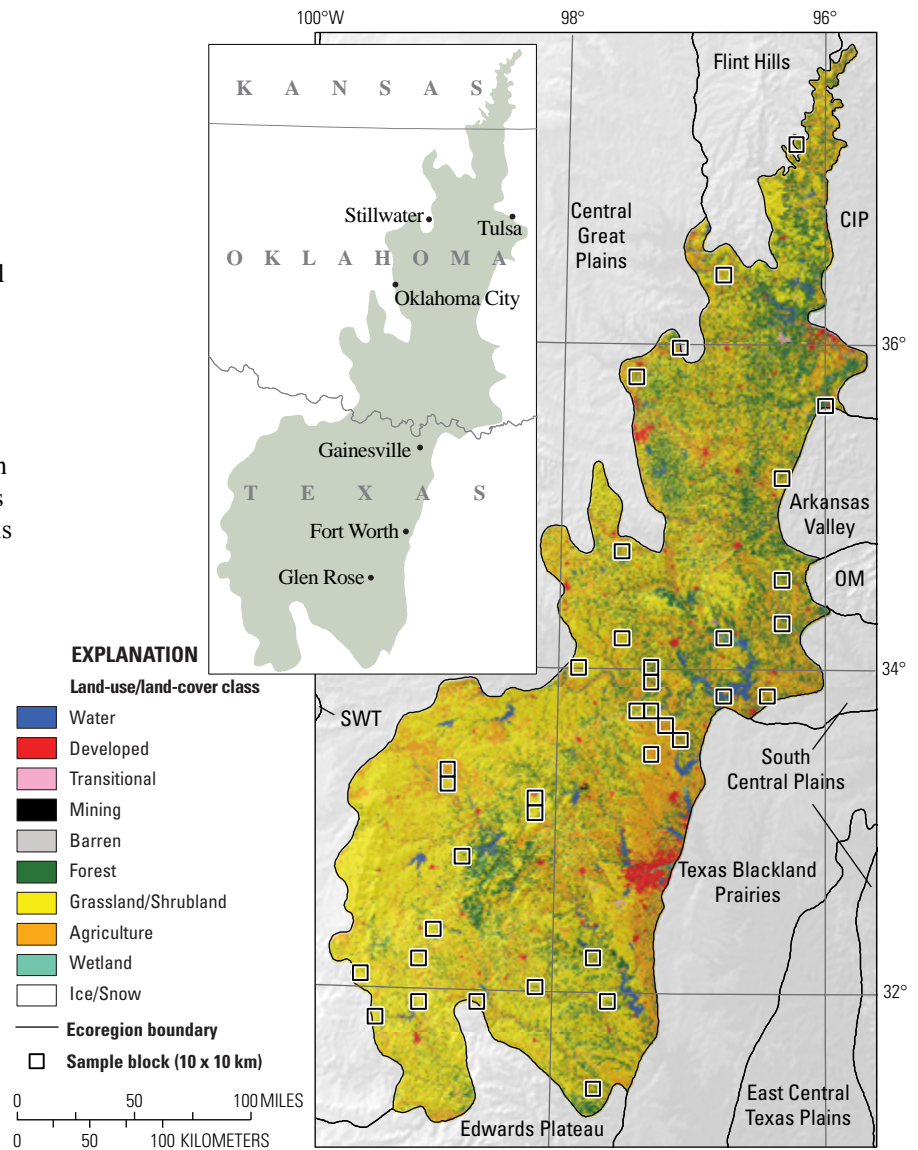 100°W
98°
96°
Flint Hills
K A N S A S
Stillwater
Tulsa
O K L A H O M A
Oklahoma City
Central
Great
Plains
CIP
36°
Gainesville
T E X A S
Fort Worth
Glen Rose
Arkansas
Valley
OM
34°
SWT
South
Central Plains
Texas Blackland
Prairies
32°
East Central
Texas Plains
Edwards Plateau
EXPLANATION
Land-use/land-cover class
Water
Developed
Transitional
Mining
Barren
Forest
Grassland/Shrubland
Agriculture
Wetland
Ice/Snow
Ecoregion boundary
Sample block (10 x 10 km)
0 50 100 MILES
0 50 100 KILOMETERS